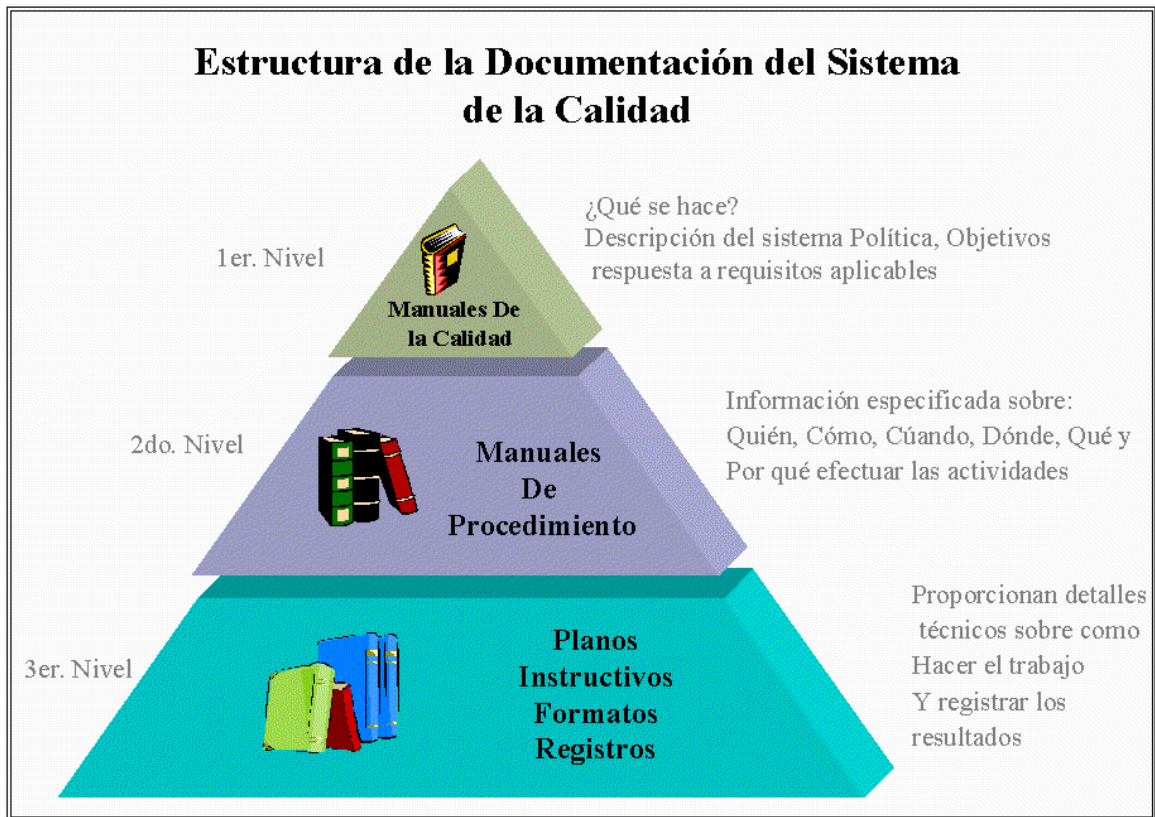 Estructura de la Documentación del Sistema
de la Calidad
1er. Nivel
Manuales De
la Calidad
¿Qué se hace?
Descripción del sistema Política, Objetivos
respuesta a requisitos aplicables
2do. Nivel
Manuales
De
Procedimiento
Información especificada sobre:
Quién, Cómo, Cúando, Dónde, Qué y
Por qué efectuar las actividades
3er. Nivel
Planos
Instructivos
Formatos
Registros
Proporcionan detalles
técnicos sobre como
Hacer el trabajo
Y registrar los
resultados